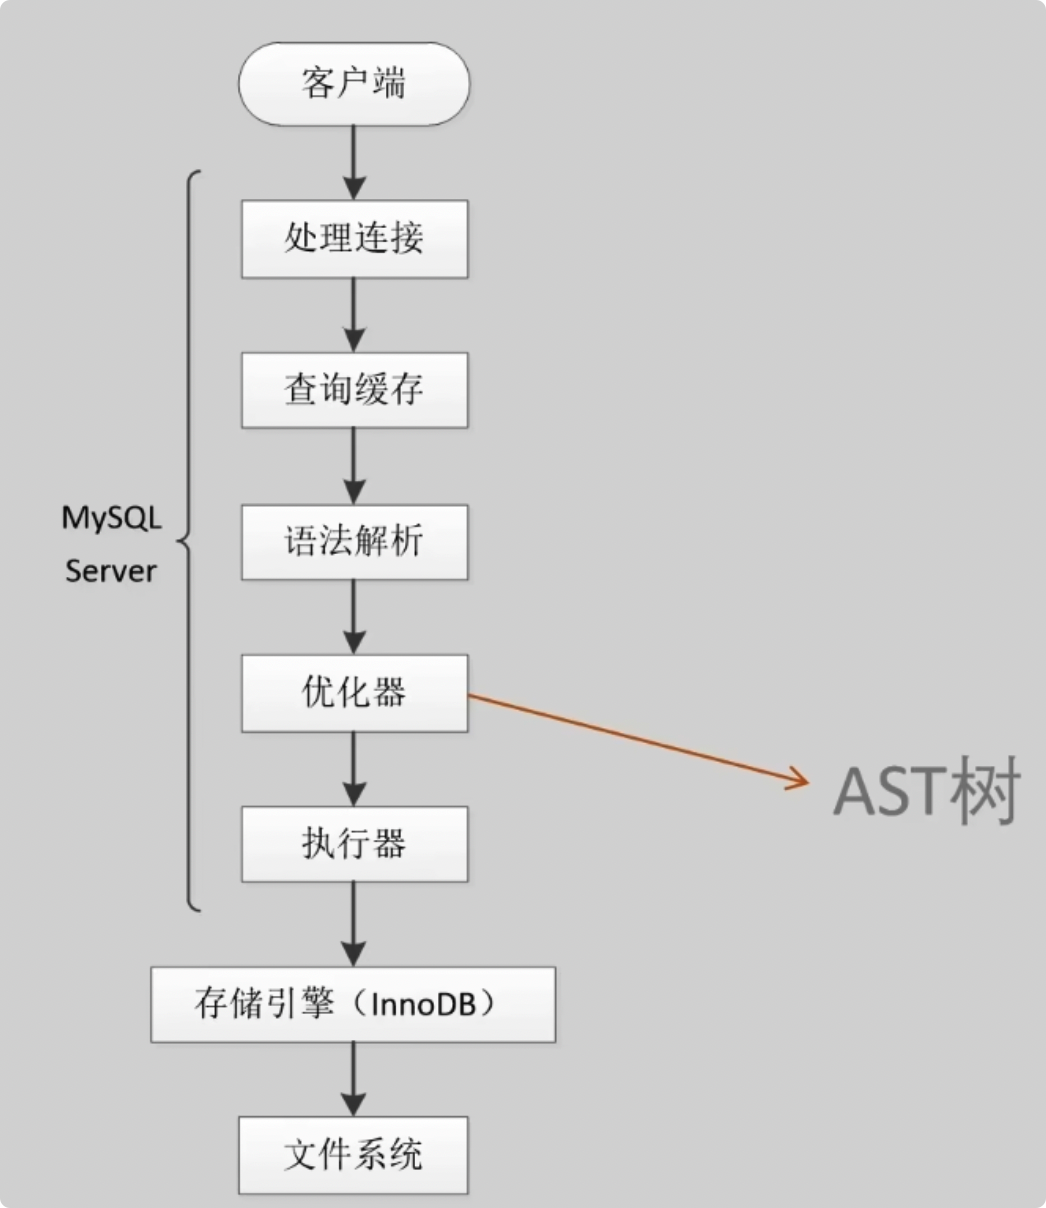 客户端
处理连接
查询缓存
MySQL
Server
语法解析
优化器
AST树
执行器
存储引擎（InnoDB）
文件系统